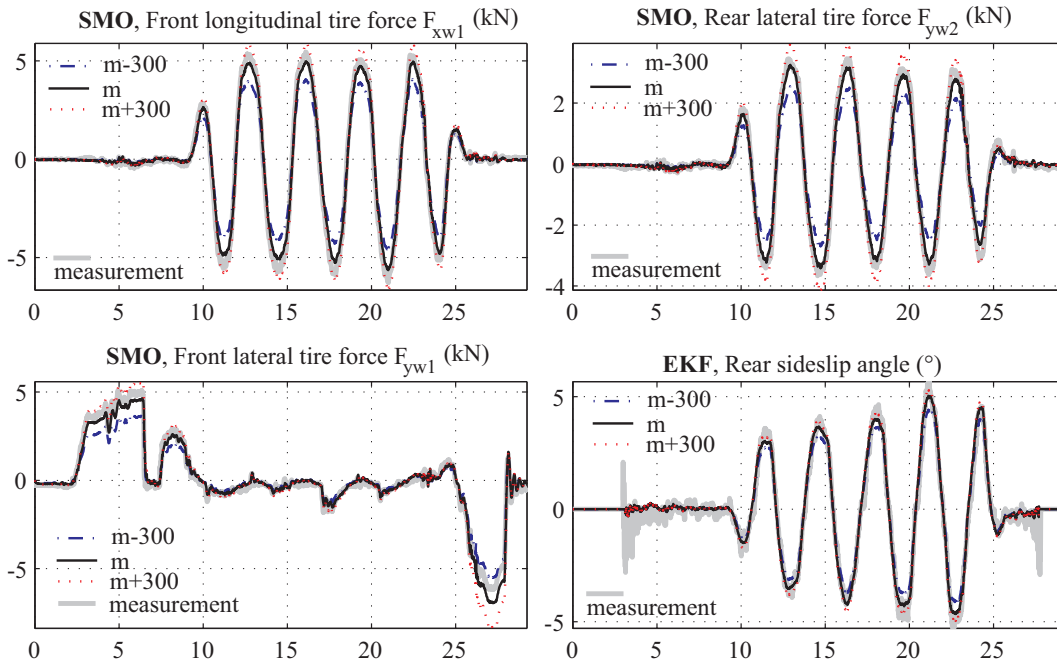 SMO, Front longitudinal tire force F_xw1 (kN)
5
0
-5
m-300
m
m+300
measurement
0 5 10 15 20 25
SMO, Rear lateral tire force F_yw2 (kN)
2
0
-2
-4
m-300
m
m+300
measurement
0 5 10 15 20 25
SMO, Front lateral tire force F_yw1 (kN)
5
0
-5
m-300
m
m+300
measurement
0 5 10 15 20 25
EKF, Rear sideslip angle (°)
5
0
-5
m-300
m
m+300
measurement
0 5 10 15 20 25